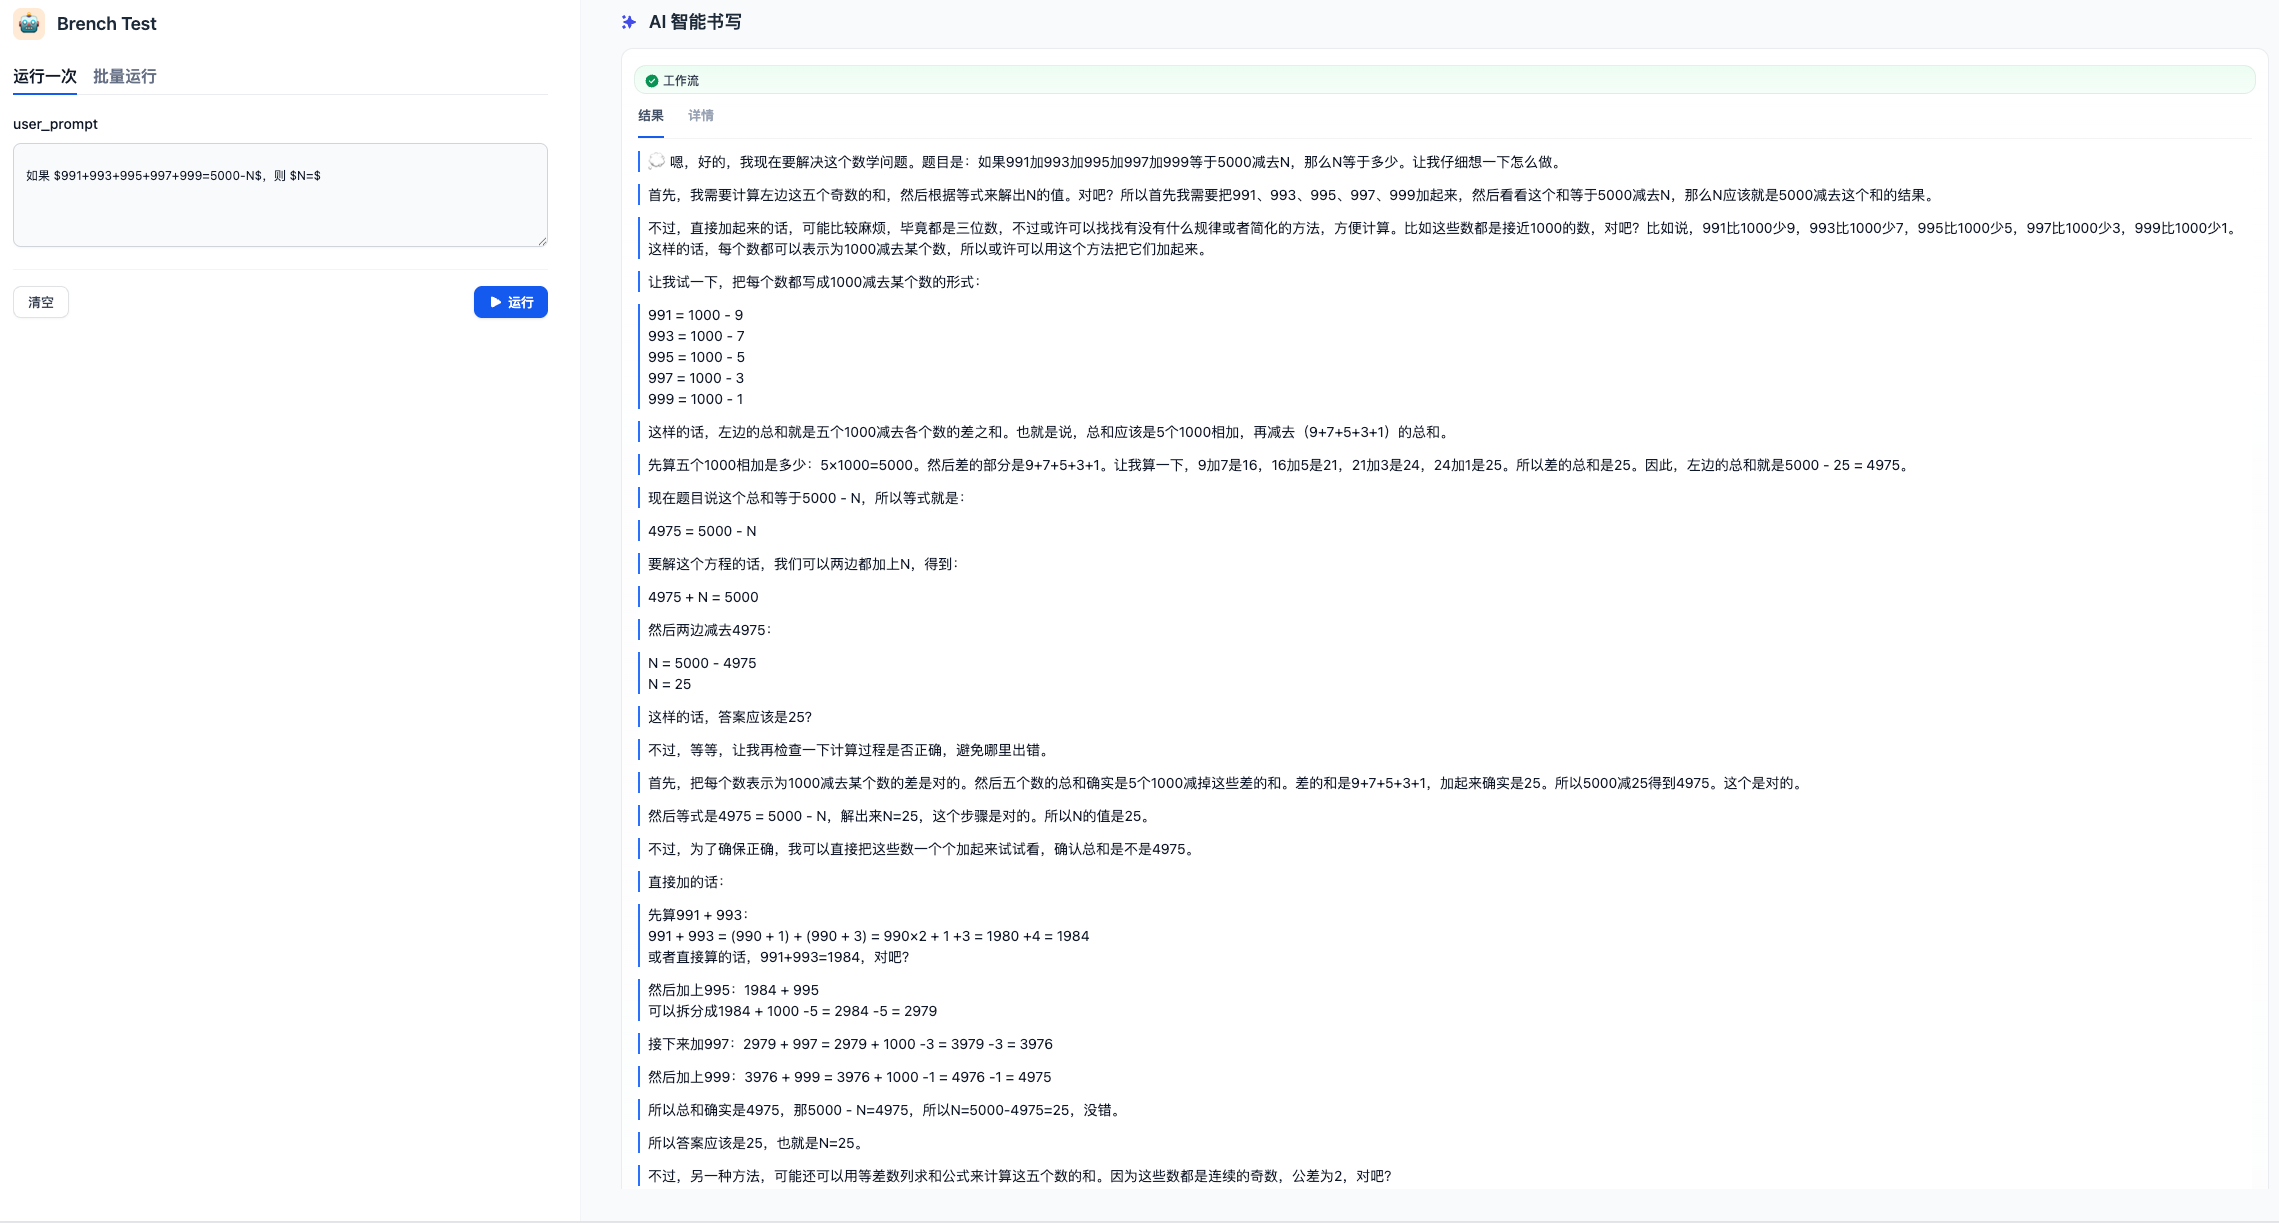 Brench Test
运行一次 批量运行
user_prompt
如果 $991+993+995+997+999=5000-N$，则 $N=$
清空
运行
AI 智能书写
工作流
结果 详情
嗯，好的，我现在要解决这个数学问题。题目是：如果991加993加995加997加999等于5000减去N，那么N等于多少。让我仔细想一下怎么做。
首先，我需要计算左边这五个奇数的和，然后根据等式来解出N的值。对吧？所以首先我需要把991、993、995、997、999加起来，然后看看这个和等于5000减去N，那么N应该就是5000减去这个和的结果。
不过，直接加起来的话，可能比较麻烦，毕竟都是三位数，不过或许可以找找有没有什么规律或者简化的方法，方便计算。比如这些数都是接近1000的数，对吧？比如说，991比1000少9，993比1000少7，995比1000少5，997比1000少3，999比1000少1。
这样的话，每个数都可以表示为1000减去某个数，所以或许可以用这个方法把它们加起来。
让我试一下，把每个数都写成1000减去某个数的形式：
991 = 1000 - 9
993 = 1000 - 7
995 = 1000 - 5
997 = 1000 - 3
999 = 1000 - 1
这样的话，左边的总和就是五个1000减去各个数的差之和。也就是说，总和应该是5个1000相加，再减去（9+7+5+3+1）的总和。
先算五个1000相加是多少：5×1000=5000。然后差的部分是9+7+5+3+1。让我算一下，9加7是16，16加5是21，21加3是24，24加1是25。所以差的总和是25。因此，左边的总和就是5000 - 25 = 4975。
现在题目说这个总和等于5000 - N，所以等式就是：
4975 = 5000 - N
要解这个方程的话，我们可以两边都加上N，得到：
4975 + N = 5000
然后两边减去4975：
N = 5000 - 4975
N = 25
这样的话，答案应该是25？
不过，等等，让我再检查一下计算过程是否正确，避免哪里出错。
首先，把每个数表示为1000减去某个数的差是对的。然后五个数的总和确实是5个1000减掉这些差的和。差的和是9+7+5+3+1，加起来确实是25。所以5000减25得到4975。这个是对的。
然后等式是4975 = 5000 - N，解出来N=25，这个步骤是对的。所以N的值是25。
不过，为了确保正确，我可以直接把这些数一个个加起来试试看，确认总和是不是4975。
直接加的话：
先算991 + 993：
991 + 993 = (990 + 1) + (990 + 3) = 990×2 + 1 +3 = 1980 +4 = 1984
或者直接算的话，991+993=1984，对吧？
然后加上995：1984 + 995
可以拆分成1984 + 1000 -5 = 2984 -5 = 2979
接下来加997：2979 + 997 = 2979 + 1000 -3 = 3979 -3 = 3976
然后加上999：3976 + 999 = 3976 + 1000 -1 = 4976 -1 = 4975
所以总和确实是4975，那5000 - N=4975，所以N=5000-4975=25，没错。
所以答案应该是25，也就是N=25。
不过，另一种方法，可能还可以用等差数列求和公式来计算这五个数的和。因为这些数都是连续的奇数，公差为2，对吧？